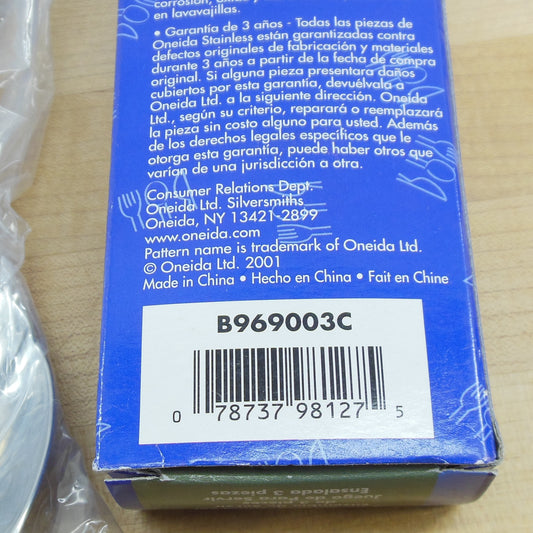 corrosión,
en lavavajillas.
• Garantía de 3 años - Todas las piezas de
Oneida Stainless están garantizadas contra
defectos originales de fabricación y materiales
durante 3 años a partir de la fecha de compra
original. Si alguna pieza presentara daños
cubiertos por esta garantía, devuélvala a
Oneida Ltd. a la siguiente dirección. Oneida
Ltd., según su criterio, reparará o reemplazará
la pieza sin costo alguno para usted. Además
de los derechos legales específicos que le
otorga esta garantía, puede haber otros que
varían de una jurisdicción a otra.
Consumer Relations Dept.
Oneida Ltd. Silversmiths
Oneida, NY 13421-2899
www.oneida.com
Pattern name is trademark of Oneida Ltd.
© Oneida Ltd. 2001
Made in China • Hecho en China • Fait en Chine
B969003C
0 78737 98127 5
Juego de Para Servir
Ensalada 3 piezas